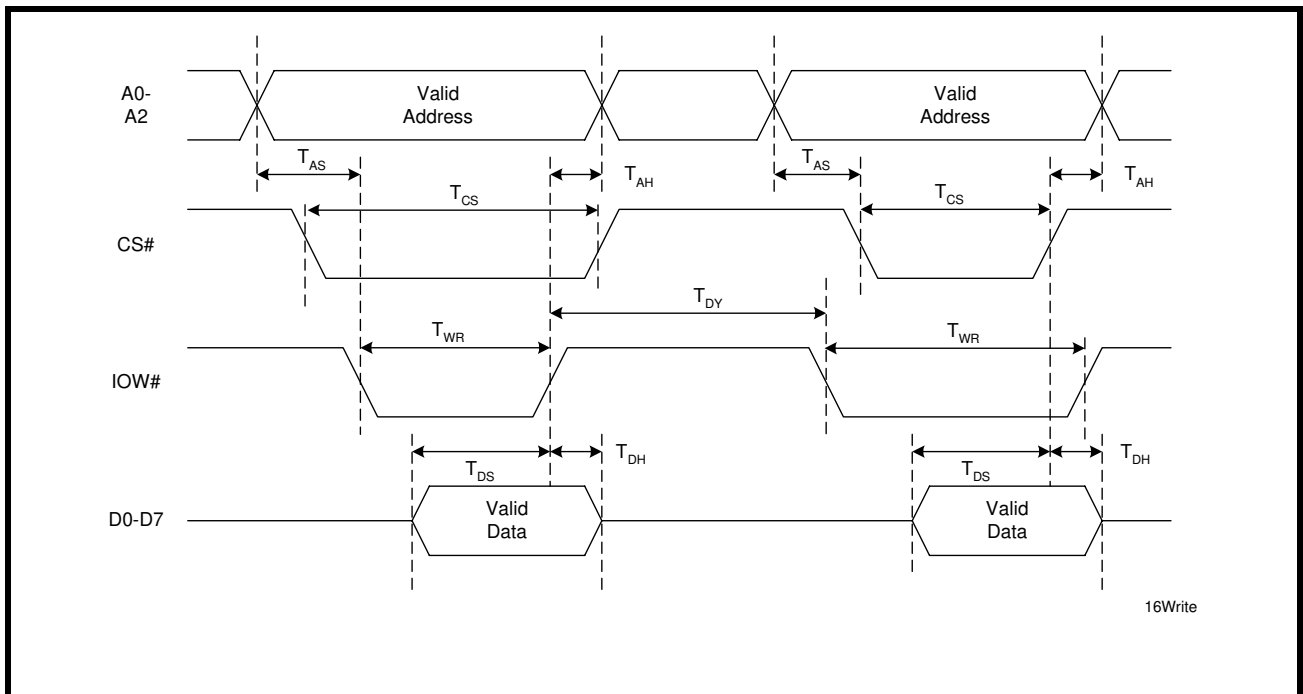 A0-
A2
Valid
Address
Valid
Address
TAS
TAH
TAS
TAH
TCS
TCS
CS#
TDY
TWR
TWR
IOW#
TDS
TDH
TDS
TDH
D0-D7
Valid
Data
Valid
Data
16Write